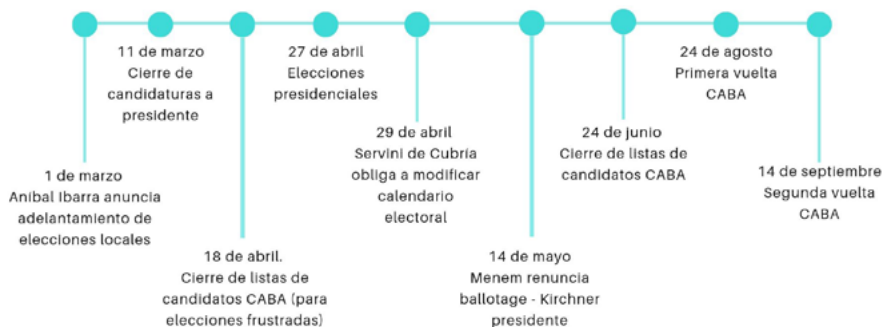 1 de marzo
Aníbal Ibarra anuncia
adelantamiento de
elecciones locales
11 de marzo
Cierre de
candidaturas a
presidente
18 de abril.
Cierre de listas de
candidatos CABA (para
elecciones frustradas)
27 de abril
Elecciones
presidenciales
29 de abril
Servini de Cubría
obliga a modificar
calendario
electoral
14 de mayo
Menem renuncia
ballotage - Kirchner
presidente
24 de junio
Cierre de listas de
candidatos CABA
24 de agosto
Primera vuelta
CABA
14 de septiembre
Segunda vuelta
CABA